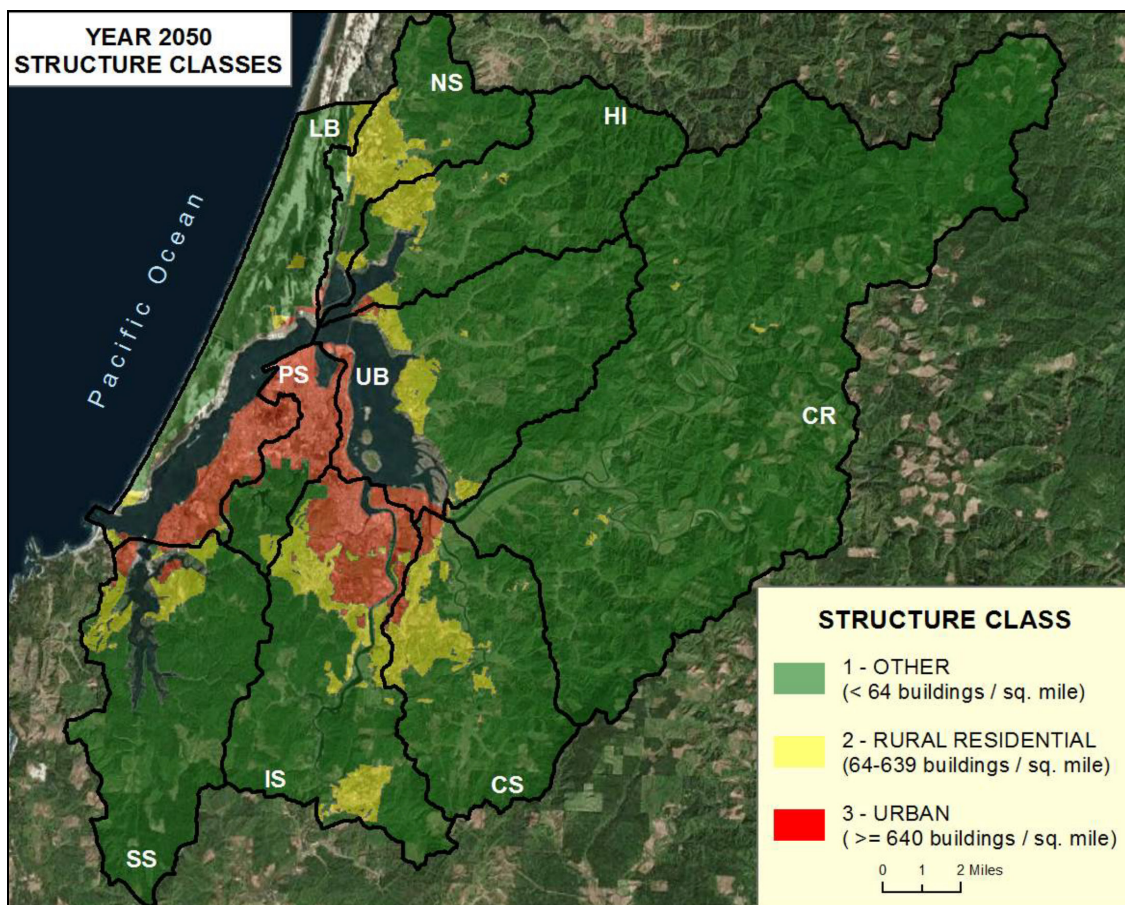 YEAR 2050
STRUCTURE CLASSES
NS
HI
LB
Pacific Ocean
PS
UB
CR
IS
CS
SS
STRUCTURE CLASS
1 - OTHER
(< 64 buildings / sq. mile)
2 - RURAL RESIDENTIAL
(64-639 buildings / sq. mile)
3 - URBAN
( >= 640 buildings / sq. mile)
0 1 2 Miles